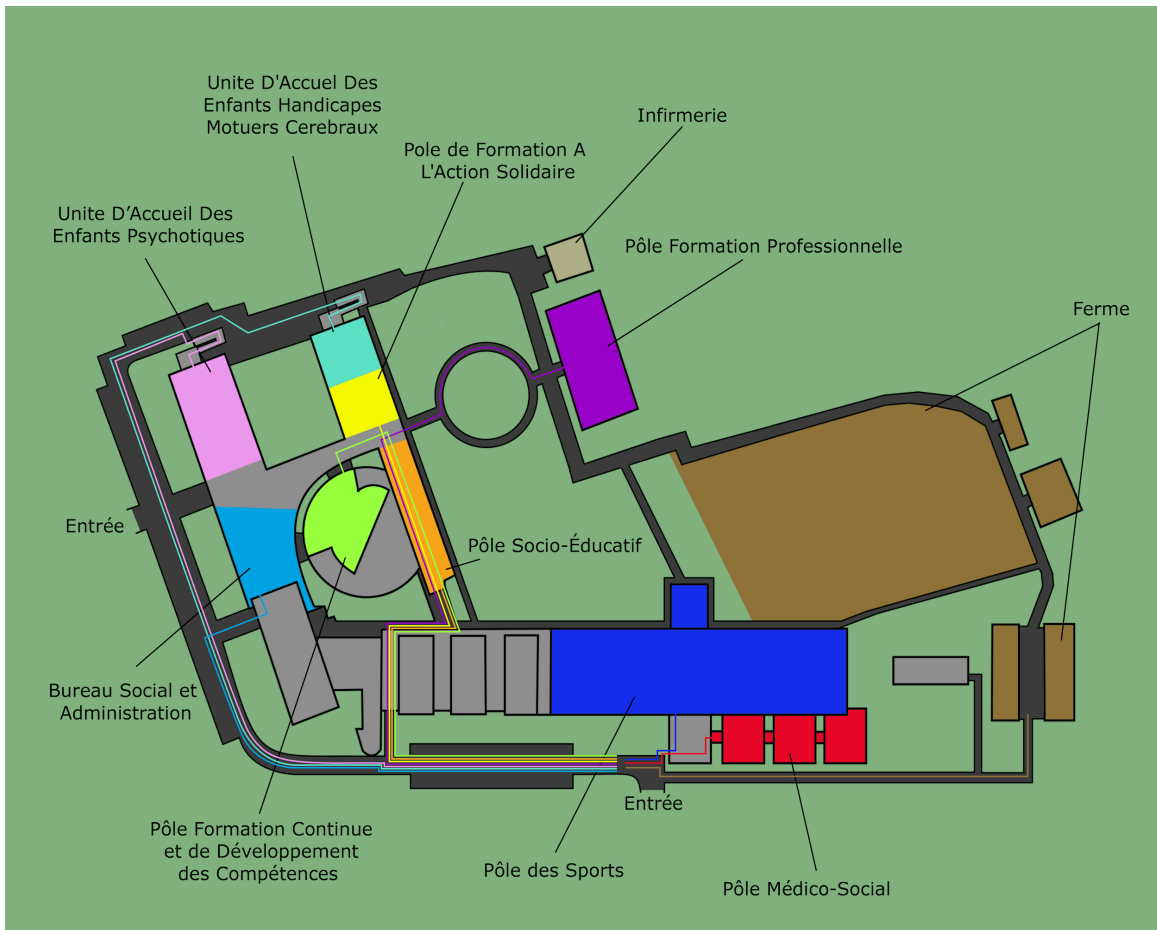 Unite D'Accuel Des
Enfants Handicapes
Motuers Cerebraux
Infirmerie
Pole de Formation A
L'Action Solidaire
Unite D’Accueil Des
Enfants Psychotiques
Pôle Formation Professionnelle
Ferme
Entrée
Pôle Socio-Éducatif
Bureau Social et
Administration
Entrée
Pôle Formation Continue
et de Développement
des Compétences
Pôle des Sports
Pôle Médico-Social